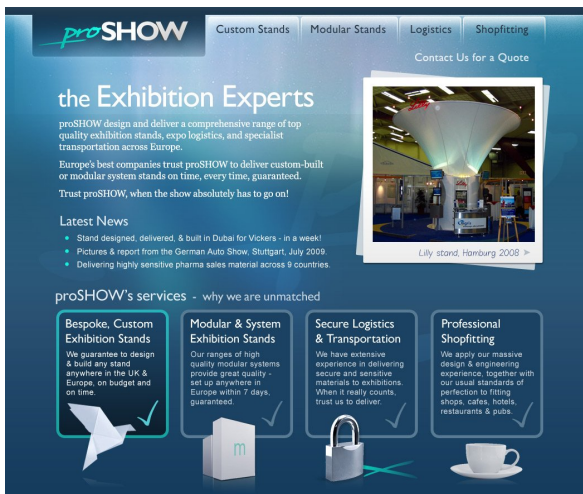 proSHOW
Custom Stands
Modular Stands
Logistics
Shopfitting
Contact Us for a Quote
the Exhibition Experts
proSHOW design and deliver a comprehensive range of top
quality exhibition stands, expo logistics, and specialist
transportation across Europe.
Europe's best companies trust proSHOW to deliver custom-built
or modular system stands on time, every time, guaranteed.
Trust proSHOW, when the show absolutely has to go on!
Lilly
Lilly stand, Hamburg 2008
Latest News
Stand designed, delivered, & built in Dubai for Vickers - in a week!
Pictures & report from the German Auto Show, Stuttgart, July 2009.
Delivering highly sensitive pharma sales material across 9 countries.
proSHOW's services - why we are unmatched
Bespoke, Custom
Exhibition Stands
We guarantee to design
& build any stand
anywhere in the UK &
Europe, on budget and
on time.
Modular & System
Exhibition Stands
Our ranges of high
quality modular systems
provide great quality -
set up anywhere in
Europe within 7 days,
guaranteed.
m
Secure Logistics
& Transportation
We have extensive
experience in delivering
secure and sensitive
materials to exhibitions.
When it really counts,
trust us to deliver.
Professional
Shopfitting
We apply our massive
design & engineering
experience, together with
our usual standards of
perfection to fitting
shops, cafes, hotels,
restaurants & pubs.